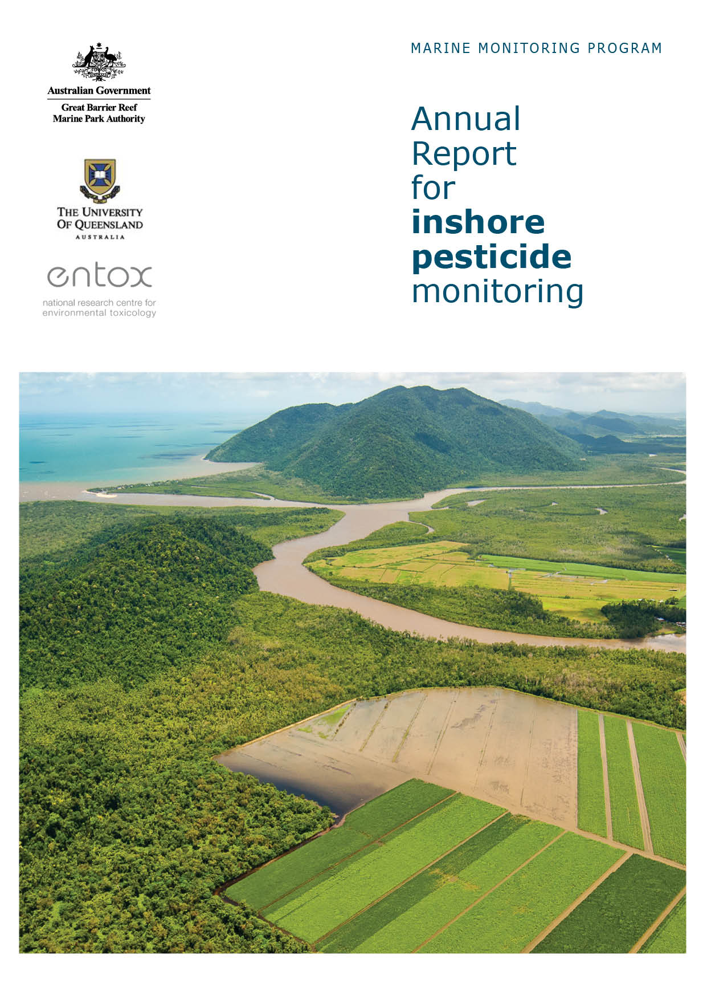 MARINE MONITORING PROGRAM
Australian Government
Great Barrier Reef
Marine Park Authority
Annual
Report
for
inshore
pesticide
monitoring
THE UNIVERSITY
OF QUEENSLAND
AUSTRALIA
entox
national research centre for
environmental toxicology